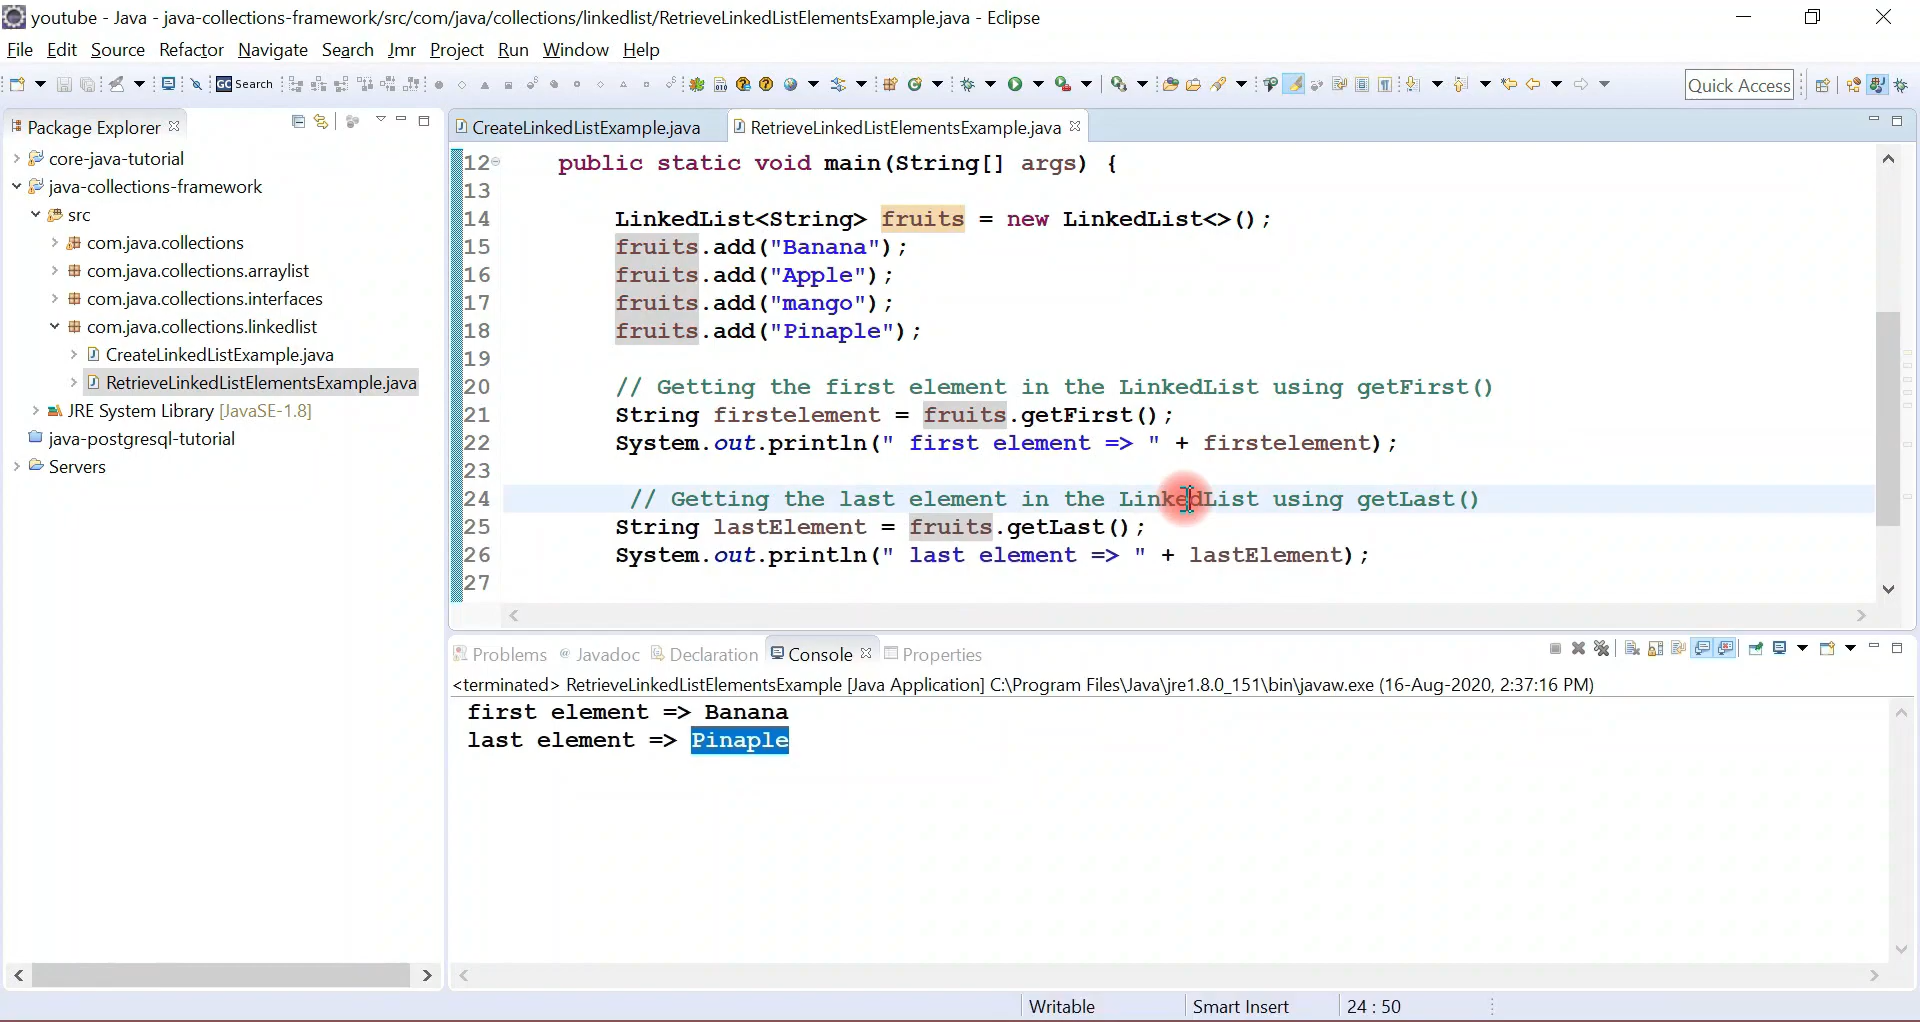 youtube - Java - java-collections-framework/src/com/java/collections/linkedlist/RetrieveLinkedListElementsExample.java - Eclipse
File Edit Source Refactor Navigate Search Jmr Project Run Window Help
GC Search
Quick Access
Package Explorer
core-java-tutorial
java-collections-framework
src
com.java.collections
com.java.collections.arraylist
com.java.collections.interfaces
com.java.collections.linkedlist
CreateLinkedListExample.java
RetrieveLinkedListElementsExample.java
JRE System Library [JavaSE-1.8]
java-postgresql-tutorial
Servers
CreateLinkedListExample.java RetrieveLinkedListElementsExample.java
12 public static void main(String[] args) {
13
14 LinkedList<String> fruits = new LinkedList<>();
15 fruits.add("Banana");
16 fruits.add("Apple");
17 fruits.add("mango");
18 fruits.add("Pinaple");
19
20 // Getting the first element in the LinkedList using getFirst()
21 String firstelement = fruits.getFirst();
22 System.out.println(" first element => " + firstelement);
23
24 // Getting the last element in the LinkedList using getLast()
25 String lastElement = fruits.getLast();
26 System.out.println(" last element => " + lastElement);
27
Problems @ Javadoc Declaration Console Properties
<terminated> RetrieveLinkedListElementsExample [Java Application] C:\Program Files\Java\jre1.8.0_151\bin\javaw.exe (16-Aug-2020, 2:37:16 PM)
first element => Banana
last element => Pinaple
Writable Smart Insert 24 : 50